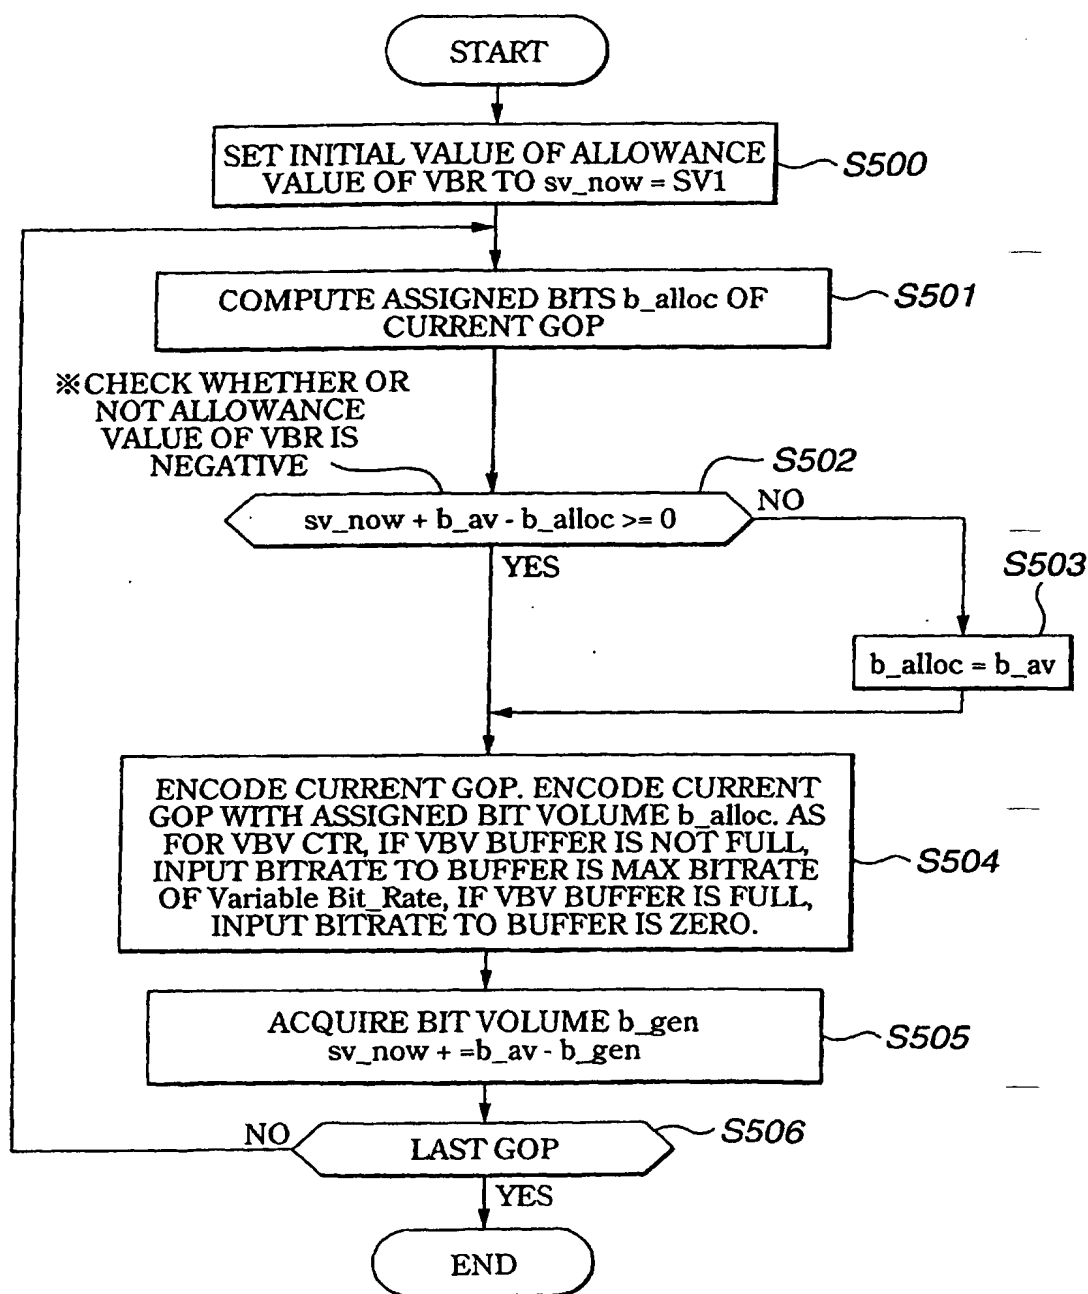 START
SET INITIAL VALUE OF ALLOWANCE
VALUE OF VBR TO sv_now = SV1
S500
COMPUTE ASSIGNED BITS b_alloc OF
CURRENT GOP
S501
※CHECK WHETHER OR
NOT ALLOWANCE
VALUE OF VBR IS
NEGATIVE
S502
sv_now + b_av - b_alloc >= 0
NO
YES
S503
b_alloc = b_av
ENCODE CURRENT GOP. ENCODE CURRENT
GOP WITH ASSIGNED BIT VOLUME b_alloc. AS
FOR VBV CTR, IF VBV BUFFER IS NOT FULL,
INPUT BITRATE TO BUFFER IS MAX BITRATE
OF Variable Bit_Rate, IF VBV BUFFER IS FULL,
INPUT BITRATE TO BUFFER IS ZERO.
S504
ACQUIRE BIT VOLUME b_gen
sv_now + =b_av - b_gen
S505
NO
LAST GOP
S506
YES
END